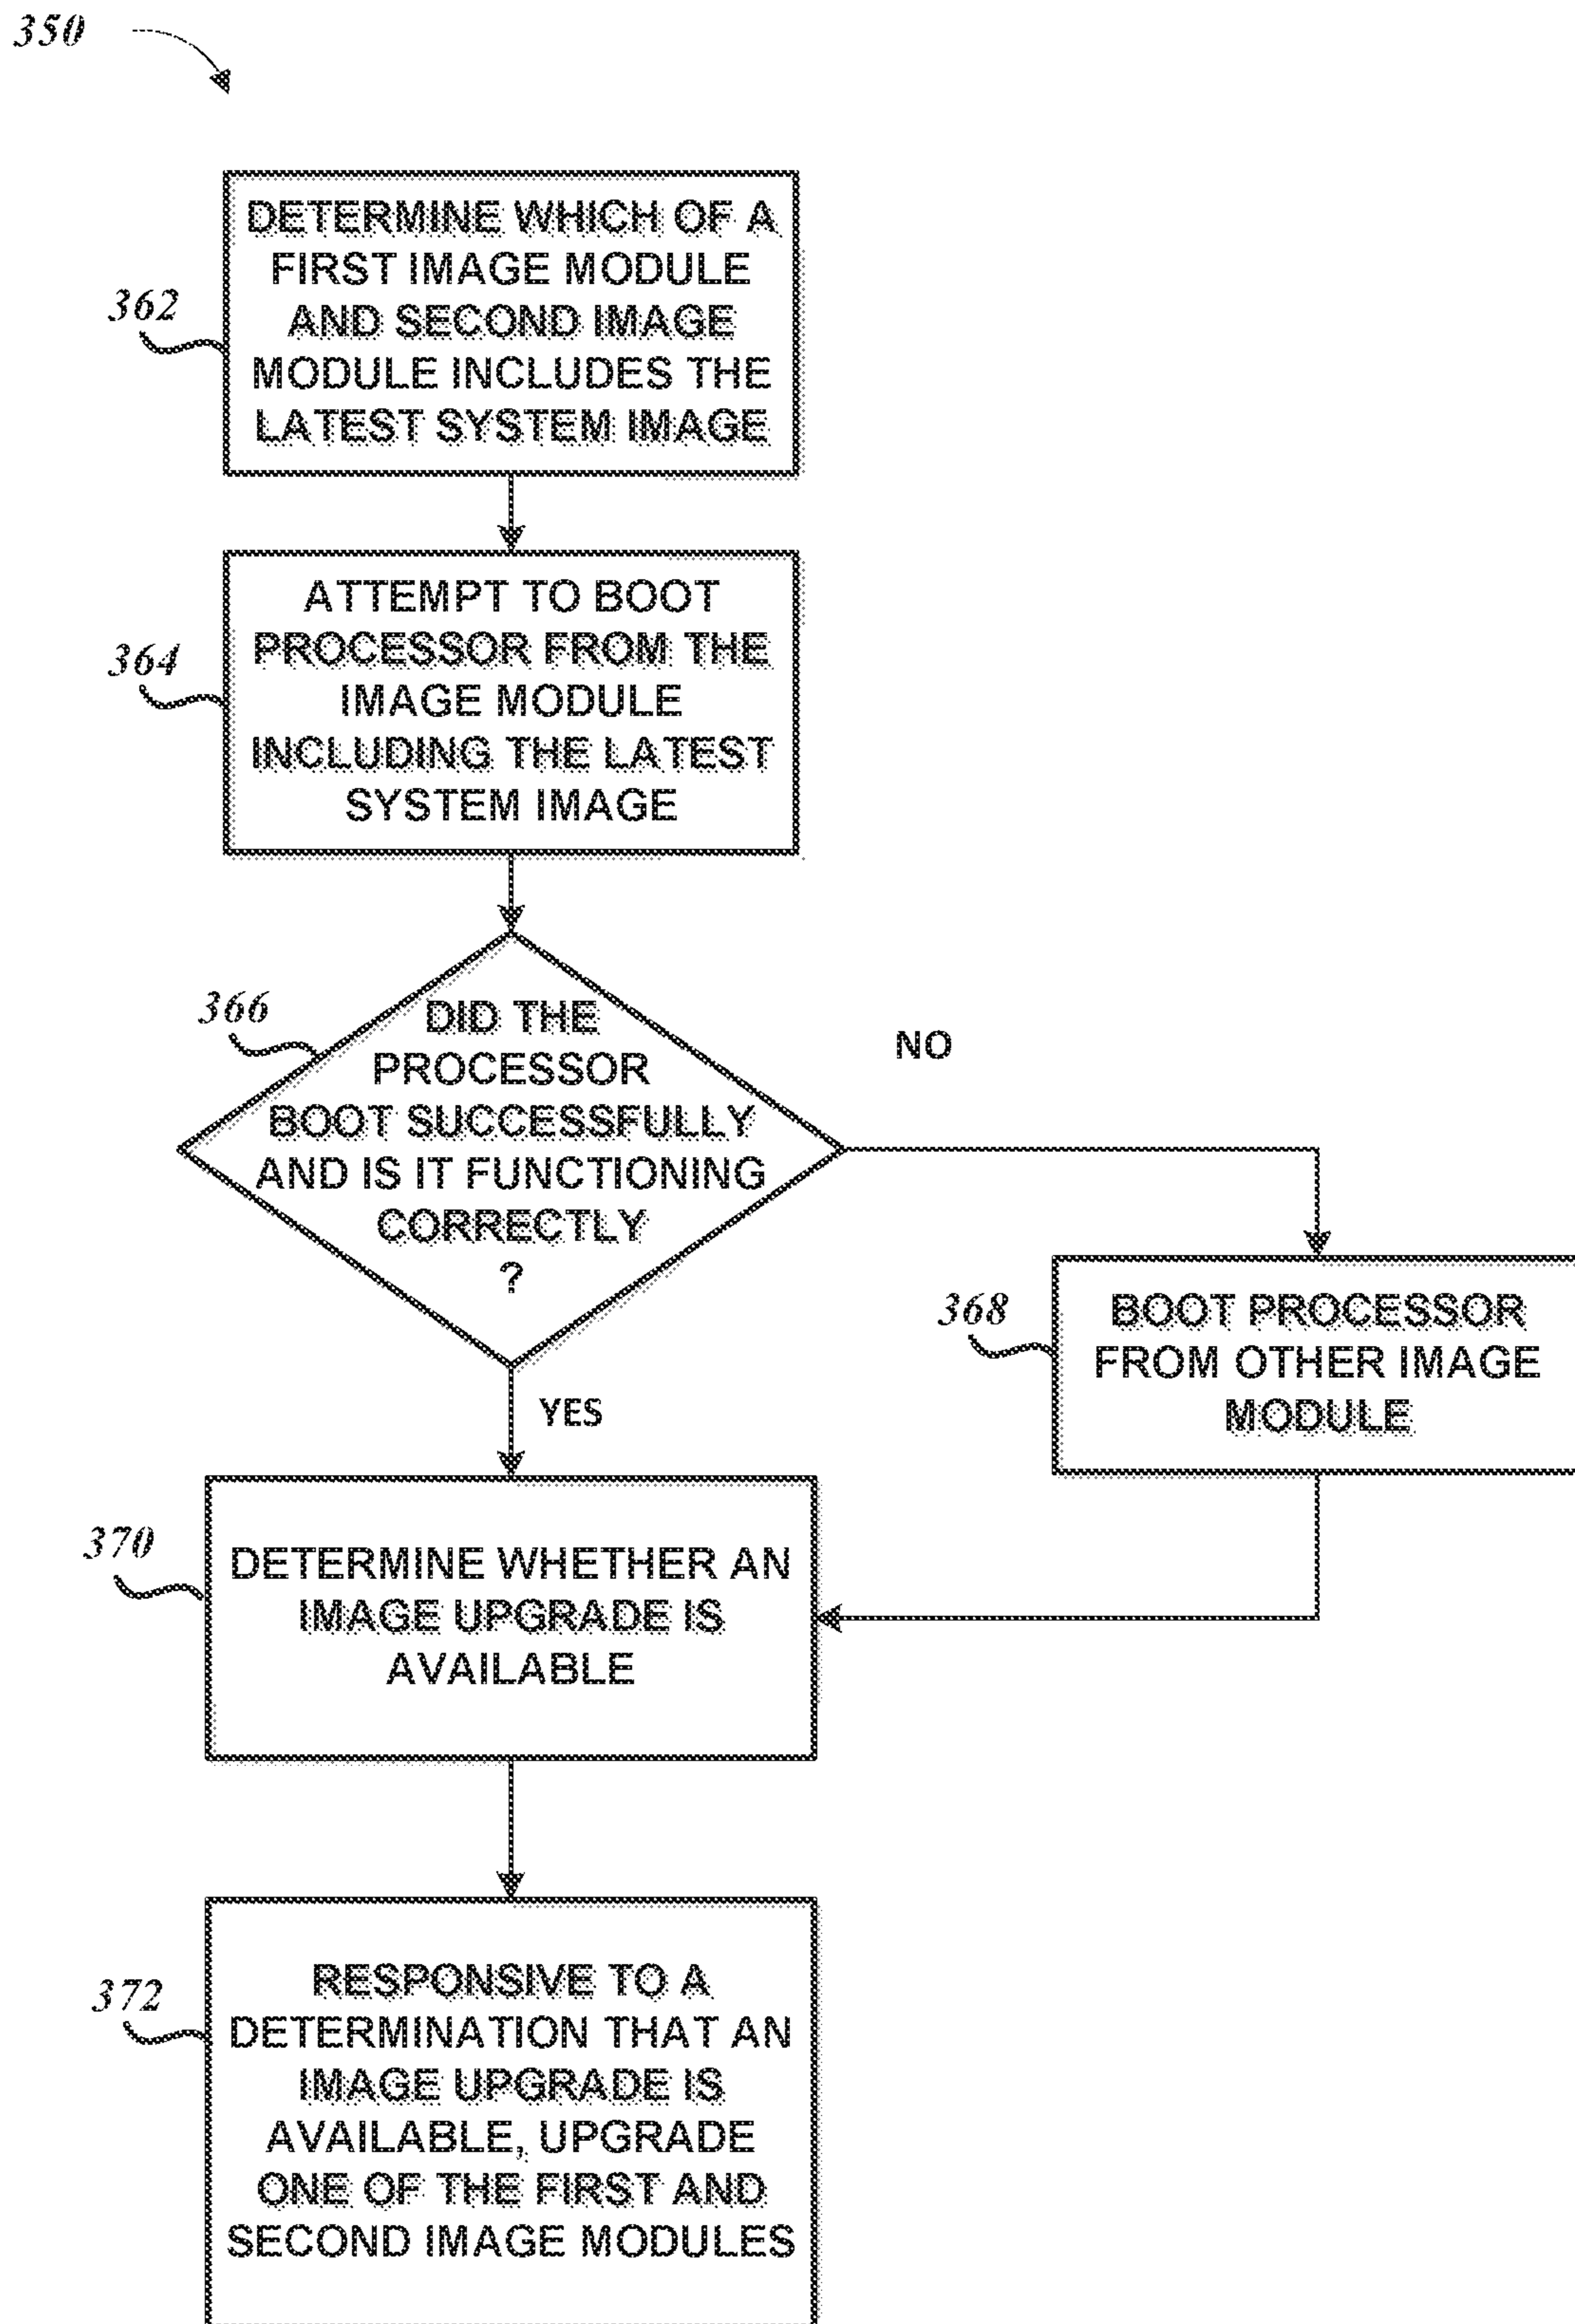 350
362
DETERMINE WHICH OF A
FIRST IMAGE MODULE
AND SECOND IMAGE
MODULE INCLUDES THE
LATEST SYSTEM IMAGE
364
ATTEMPT TO BOOT
PROCESSOR FROM THE
IMAGE MODULE
INCLUDING THE LATEST
SYSTEM IMAGE
366
DID THE
PROCESSOR
BOOT SUCCESSFULLY
AND IS IT FUNCTIONING
CORRECTLY
?
NO
YES
368
BOOT PROCESSOR
FROM OTHER IMAGE
MODULE
370
DETERMINE WHETHER AN
IMAGE UPGRADE IS
AVAILABLE
372
RESPONSIVE TO A
DETERMINATION THAT AN
IMAGE UPGRADE IS
AVAILABLE, UPGRADE
ONE OF THE FIRST AND
SECOND IMAGE MODULES